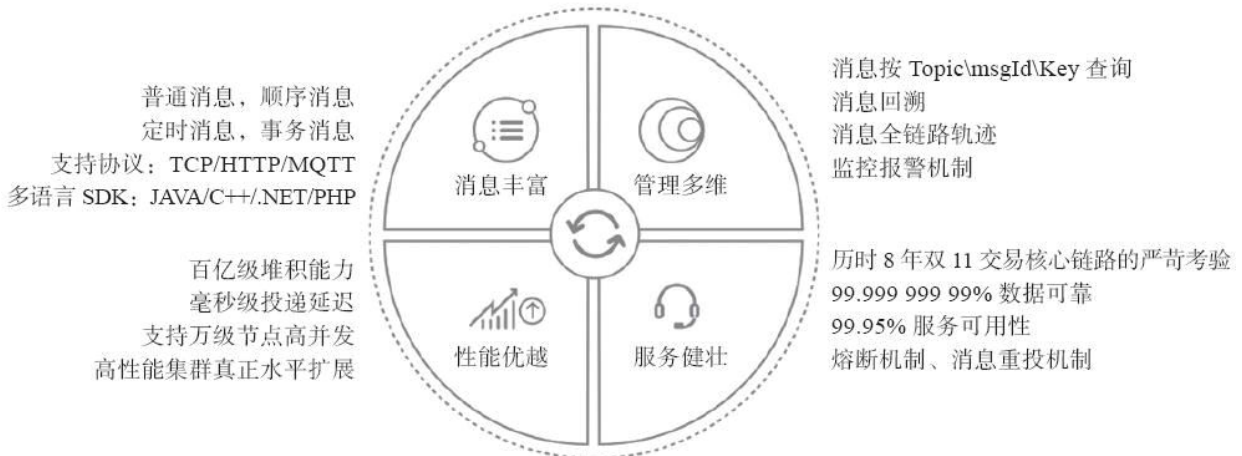 普通消息，顺序消息
定时消息，事务消息
支持协议：TCP/HTTP/MQTT
多语言 SDK：JAVA/C++/.NET/PHP
消息丰富
管理多维
消息按 Topic\msgId\Key 查询
消息回溯
消息全链路轨迹
监控报警机制
百亿级堆积能力
毫秒级投递延迟
支持万级节点高并发
高性能集群真正水平扩展
性能优越
服务健壮
历时 8 年双 11 交易核心链路的严苛考验
99.999 999 99% 数据可靠
99.95% 服务可用性
熔断机制、消息重投机制